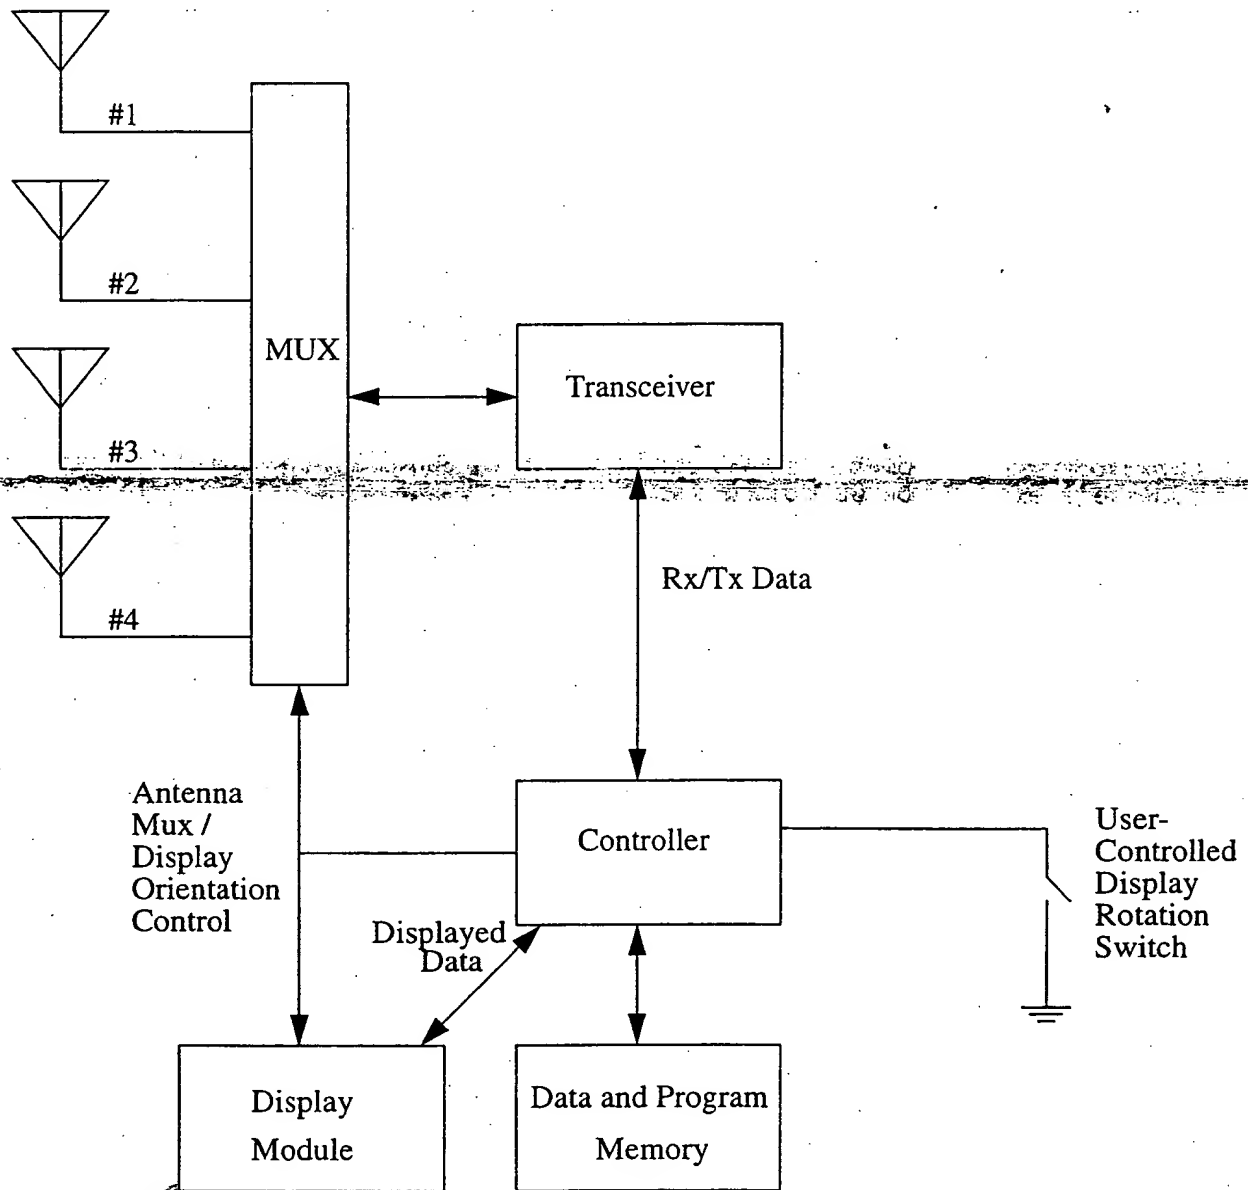 #1
#2
MUX
Transceiver
#3
Rx/Tx Data
#4
Antenna
Mux /
Display
Orientation
Control
Controller
User-
Controlled
Display
Rotation
Switch
Displayed
Data
Display
Module
Data and Program
Memory